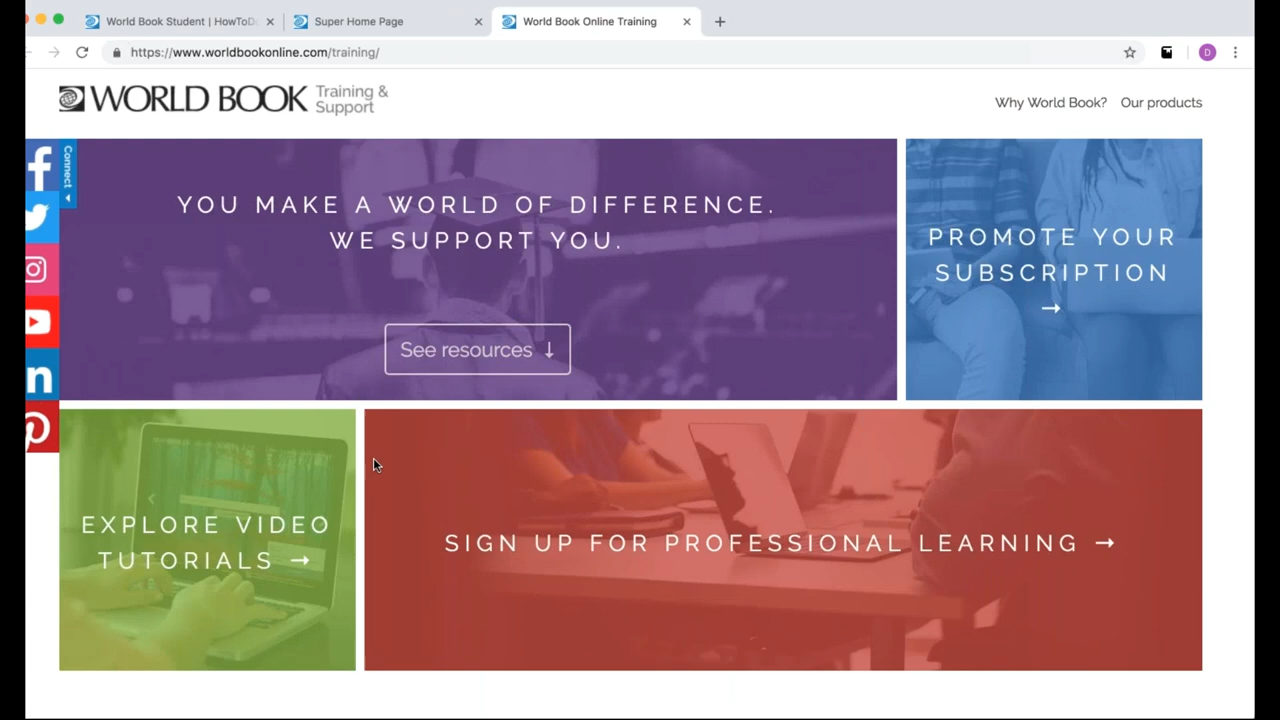 World Book Student | HowToDo
Super Home Page
World Book Online Training
https://www.worldbookonline.com/training/
D
WORLD BOOK
Training &
Support
Why World Book?
Our products
Connect
YOU MAKE A WORLD OF DIFFERENCE.
WE SUPPORT YOU.
See resources ↓
PROMOTE YOUR
SUBSCRIPTION
→
EXPLORE VIDEO
TUTORIALS →
SIGN UP FOR PROFESSIONAL LEARNING →